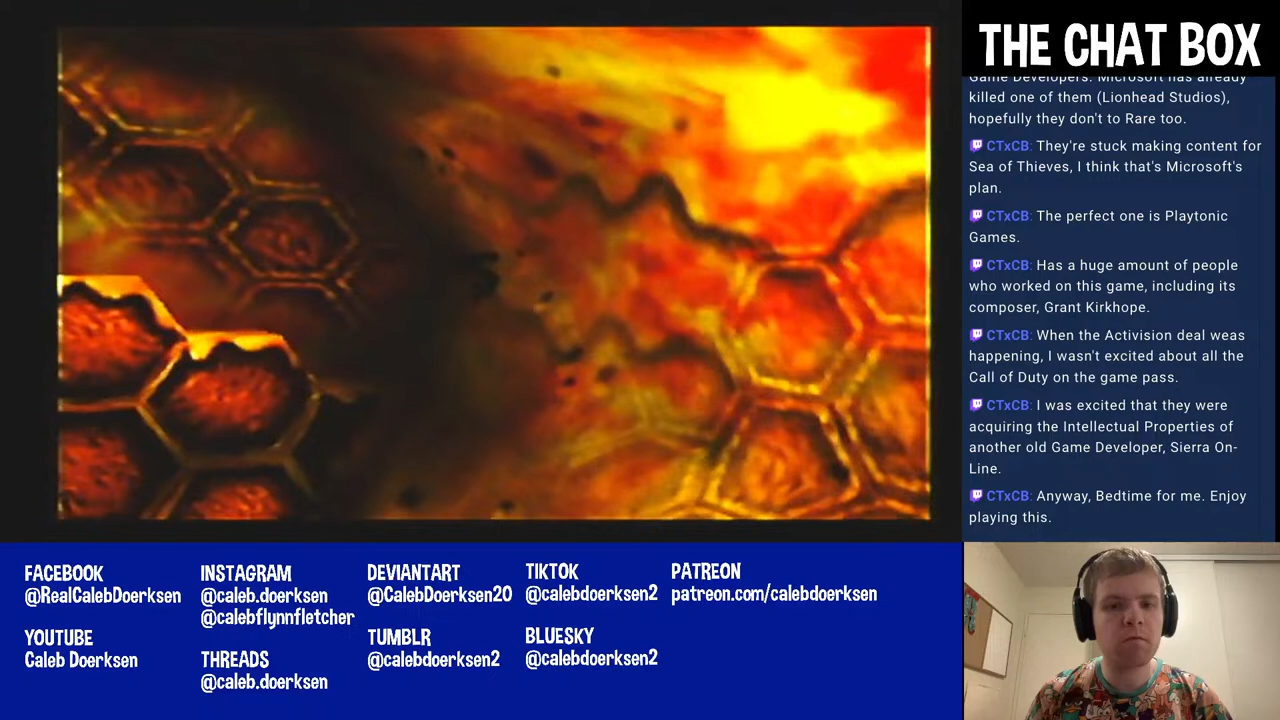 THE CHAT BOX
Game Developers. Microsoft has already
killed one of them (Lionhead Studios),
hopefully they don't to Rare too.
CTxCB: They're stuck making content for
Sea of Thieves, I think that's Microsoft's
plan.
CTxCB: The perfect one is Playtonic
Games.
CTxCB: Has a huge amount of people
who worked on this game, including its
composer, Grant Kirkhope.
CTxCB: When the Activision deal weas
happening, I wasn't excited about all the
Call of Duty on the game pass.
CTxCB: I was excited that they were
acquiring the Intellectual Properties of
another old Game Developer, Sierra On-
Line.
CTxCB: Anyway, Bedtime for me. Enjoy
playing this.
FACEBOOK
@RealCalebDoerksen
YOUTUBE
Caleb Doerksen
INSTAGRAM
@caleb.doerksen
@calebflynnfletcher
THREADS
@caleb.doerksen
DEVIANTART
@CalebDoerksen20
TUMBLR
@calebdoerksen2
TIKTOK
@calebdoerksen2
BLUESKY
@calebdoerksen2
PATREON
patreon.com/calebdoerksen